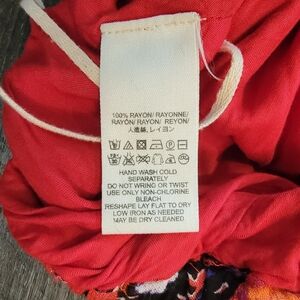 100% RAYON/ RAYONNE/
RAYÓN/ RAYON/ REYON/
人造絲, レイヨン
HAND WASH COLD
SEPARATELY
DO NOT WRING OR TWIST
USE ONLY NON-CHLORINE
BLEACH
RESHAPE LAY FLAT TO DRY
LOW IRON AS NEEDED
MAY BE DRY CLEANED